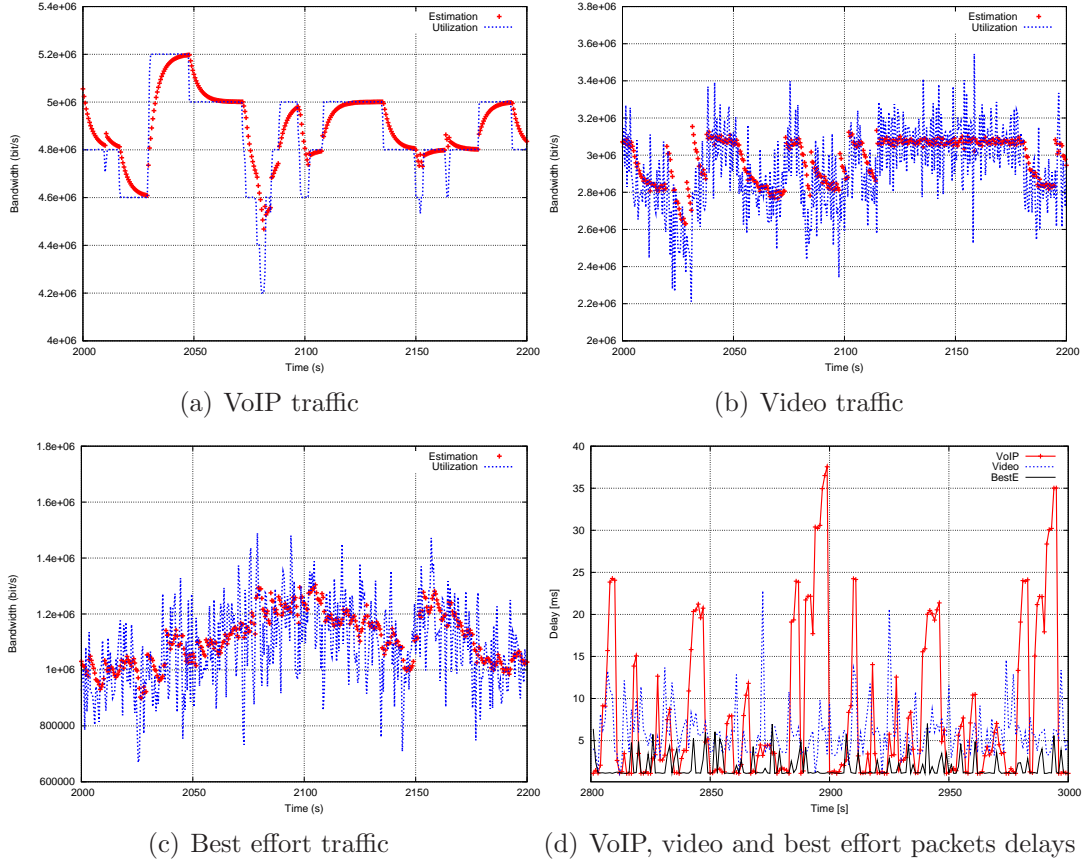 5.2e+06
5e+06
4.8e+06
4.6e+06
4.4e+06
4.2e+06
4e+06
Bandwidth (bit/s)
Estimation
Utilization
2000
2050
2100
2150
2200
Time (s)
(a) VoIP traffic
3.8e+06
3.6e+06
3.4e+06
3.2e+06
3e+06
2.8e+06
2.6e+06
2.4e+06
2.2e+06
2e+06
Bandwidth (bit/s)
Estimation
Utilization
2000
2050
2100
2150
2200
Time (s)
(b) Video traffic
1.8e+06
1.6e+06
1.4e+06
1.2e+06
1e+06
800000
600000
Bandwidth (bit/s)
Estimation
Utilization
2000
2050
2100
2150
2200
Time (s)
(c) Best effort traffic
40
35
30
25
20
15
10
5
Delay [ms]
VoIP
Video
BestE
2800
2850
2900
2950
3000
Time [s]
(d) VoIP, video and best effort packets delays